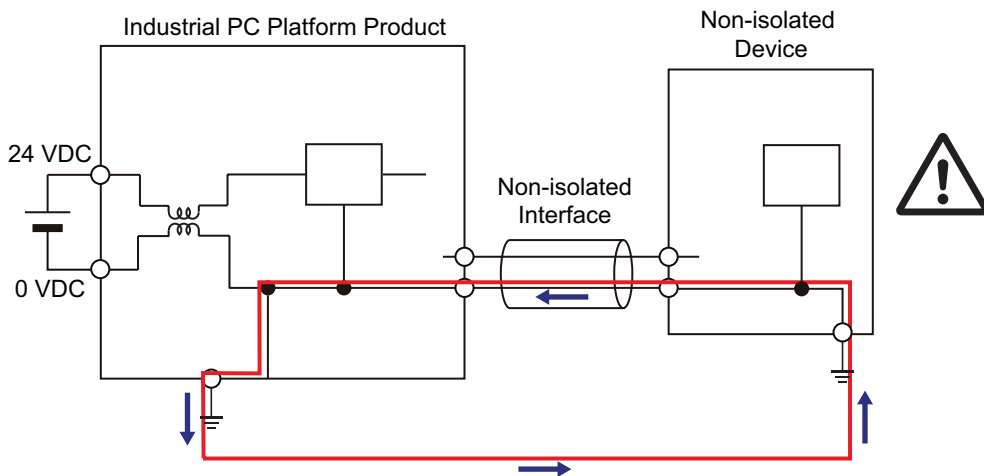 Industrial PC Platform Product
Non-isolated
Device
24 VDC
Non-isolated
Interface
0 VDC